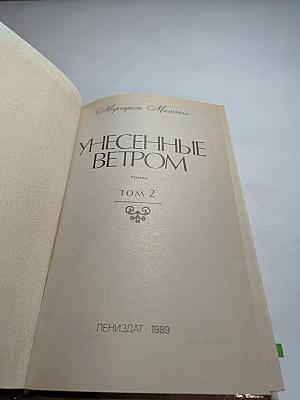 Маргарет Митчелл
УНЕСЕННЫЕ
ВЕТРОМ
РОМАН
ТОМ 2
ЛЕНИЗДАТ · 1989